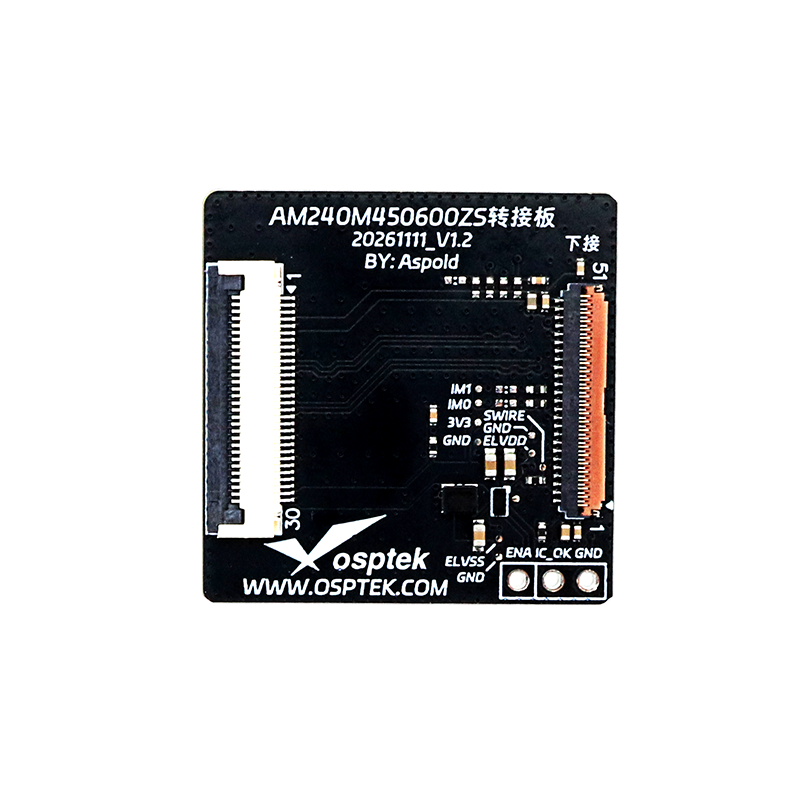 AM240M450600ZS转接板
20261111_V1.2
BY: Aspold
下接
51
1
IM1
IM0
3V3
GND
SWIRE
GND
ELVDD
30
1
osptek
ELVSS
GND
ENA IC_OK GND
WWW.OSPTEK.COM